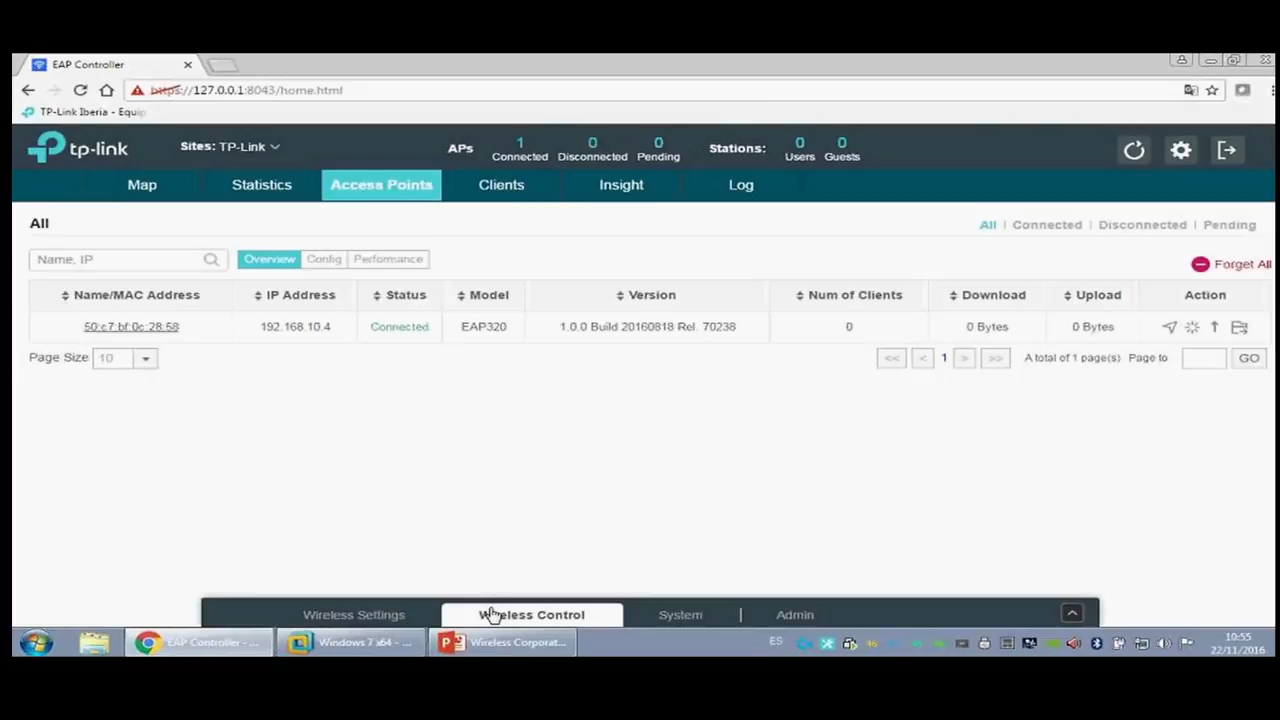 EAP Controller
https://127.0.0.1:8043/home.html
TP-Link Iberia - Equip
tp-link
Sites: TP-Link
APs
1
Connected
0
Disconnected
0
Pending
Stations:
0
Users
0
Guests
Map
Statistics
Access Points
Clients
Insight
Log
All
All | Connected | Disconnected | Pending
Name, IP
Overview
Config
Performance
Forget All
Name/MAC Address
IP Address
Status
Model
Version
Num of Clients
Download
Upload
Action
50:c7:bf:0c:28:58
192.168.10.4
Connected
EAP320
1.0.0 Build 20160818 Rel. 70238
0
0 Bytes
0 Bytes
Page Size
10
<<
<
1
>
>>
A total of 1 page(s)
Page to
GO
Wireless Settings
Wireless Control
System
|
Admin
EAP Controller - ...
Windows 7 x64 - ...
Wireless Corporat...
ES
10:55
22/11/2016